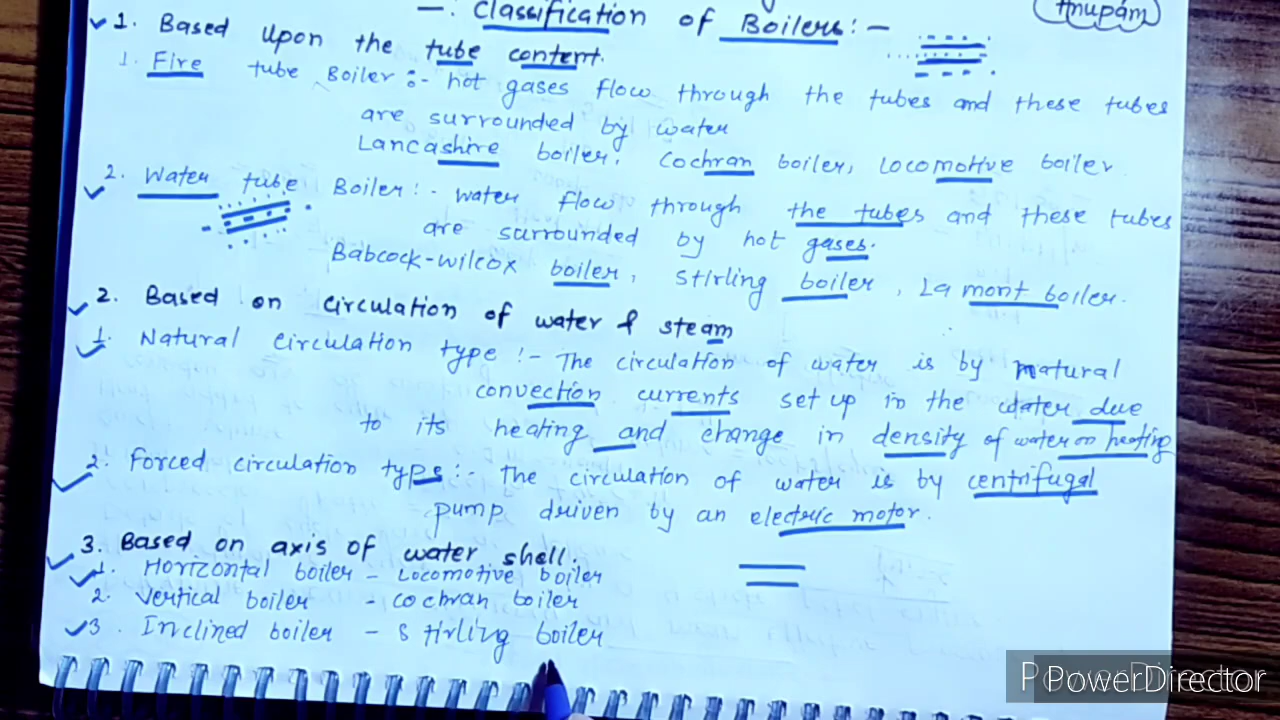 Anupam
-: Classification of Boilers:-
1. Based upon the tube content.
1. Fire tube Boiler:- hot gases flow through the tubes and these tubes
are surrounded by water
Lancashire boiler, Cochran boiler, Locomotive boiler
2. Water tube Boiler:- water flow through the tubes and these tubes
are surrounded by hot gases.
Babcock-wilcox boiler, stirling boiler, La mont boiler.
2. Based on circulation of water & steam
1. Natural circulation type:- The circulation of water is by natural
convection currents set up in the water due
to its heating and change in density of water on heating
2. Forced circulation type:- The circulation of water is by centrifugal
pump driven by an electric motor.
3. Based on axis of water shell.
1. Horizontal boiler - Locomotive boiler
2. Vertical boiler - cochran boiler
3. Inclined boiler - Stirling boiler
PowerDirector